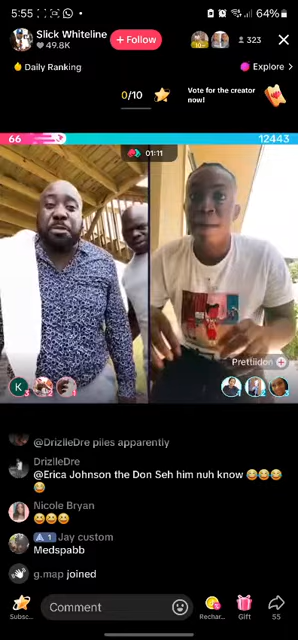 5:55
64%
Slick Whiteline
49.8K
+ Follow
10+
323
Daily Ranking
Explore >
0/10
Vote for the creator
now!
66
12443
01:11
Prettiidon
K
@DrizlleDre piles apparently
DrizlleDre
@Erica Johnson the Don Seh him nuh know 😂😂😂
😂
Nicole Bryan
😂😂😂
1 Jay custom
Medspabb
g.map joined
Subsc...
Comment
Rechar...
Gift
55